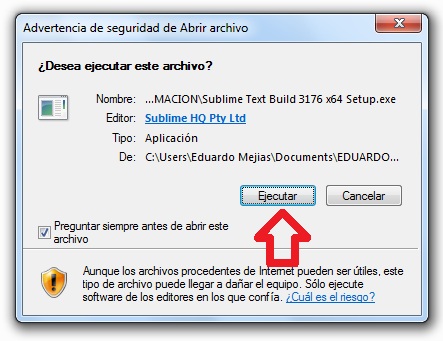 Advertencia de seguridad de Abrir archivo
¿Desea ejecutar este archivo?
Nombre: ...MACION\Sublime Text Build 3176 x64 Setup.exe
Editor: Sublime HQ Pty Ltd
Tipo: Aplicación
De: C:\Users\Eduardo Mejias\Documents\EDUARDO...
Ejecutar Cancelar
Preguntar siempre antes de abrir este
archivo
Aunque los archivos procedentes de Internet pueden ser útiles, este
tipo de archivo puede llegar a dañar el equipo. Sólo ejecute
software de los editores en los que confía. ¿Cuál es el riesgo?